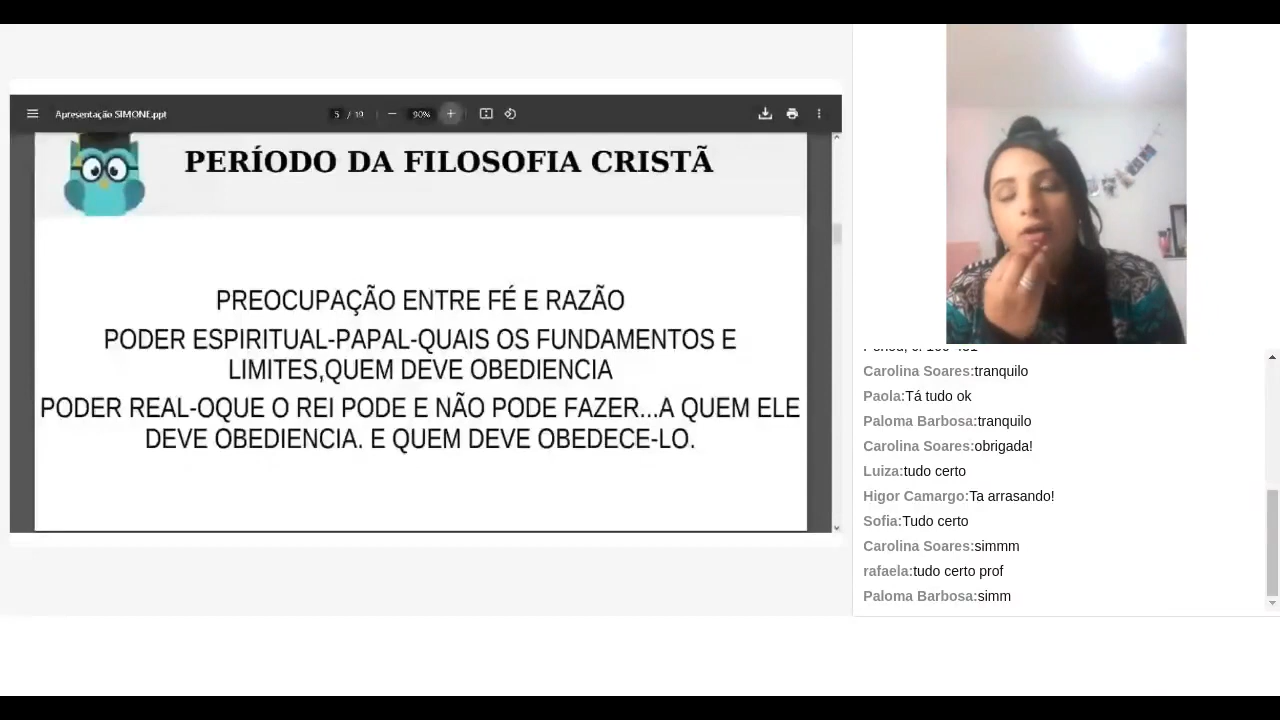 Apresentação SIMONE.ppt
5 / 19
90%
PERÍODO DA FILOSOFIA CRISTÃ
PREOCUPAÇÃO ENTRE FÉ E RAZÃO
PODER ESPIRITUAL-PAPAL-QUAIS OS FUNDAMENTOS E
LIMITES,QUEM DEVE OBEDIENCIA
PODER REAL-OQUE O REI PODE E NÃO PODE FAZER...A QUEM ELE
DEVE OBEDIENCIA. E QUEM DEVE OBEDECE-LO.
Carolina Soares:tranquilo
Paola:Tá tudo ok
Paloma Barbosa:tranquilo
Carolina Soares:obrigada!
Luiza:tudo certo
Higor Camargo:Ta arrasando!
Sofia:Tudo certo
Carolina Soares:simmm
rafaela:tudo certo prof
Paloma Barbosa:simm